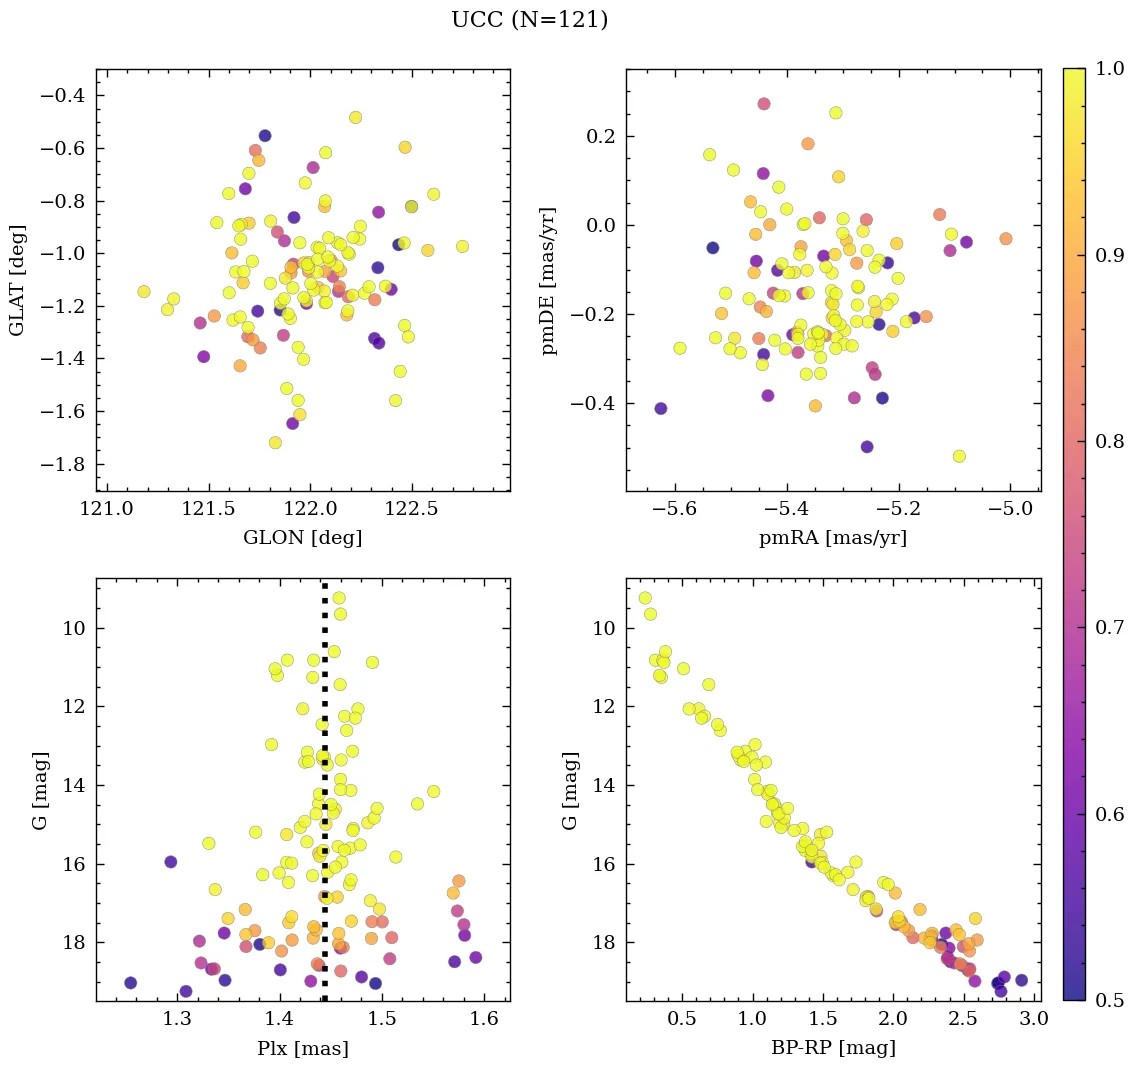 UCC (N=121)
−0.4
−0.6
−0.8
−1.0
−1.2
−1.4
−1.6
−1.8
GLAT [deg]
121.0 121.5 122.0 122.5
GLON [deg]
0.2
0.0
−0.2
−0.4
pmDE [mas/yr]
−5.6 −5.4 −5.2 −5.0
pmRA [mas/yr]
1.0
0.9
0.8
0.7
0.6
0.5
10
12
14
16
18
G [mag]
1.3 1.4 1.5 1.6
Plx [mas]
10
12
14
16
18
G [mag]
0.5 1.0 1.5 2.0 2.5 3.0
BP-RP [mag]